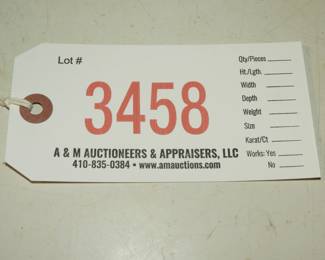 Lot #
3458
A & M AUCTIONEERS & APPRAISERS, LLC
410-835-0384 • www.amauctions.com
Qty/Pieces
Ht./Lgth.
Width
Depth
Weight
Size
Karat/Ct
Works: Yes
No